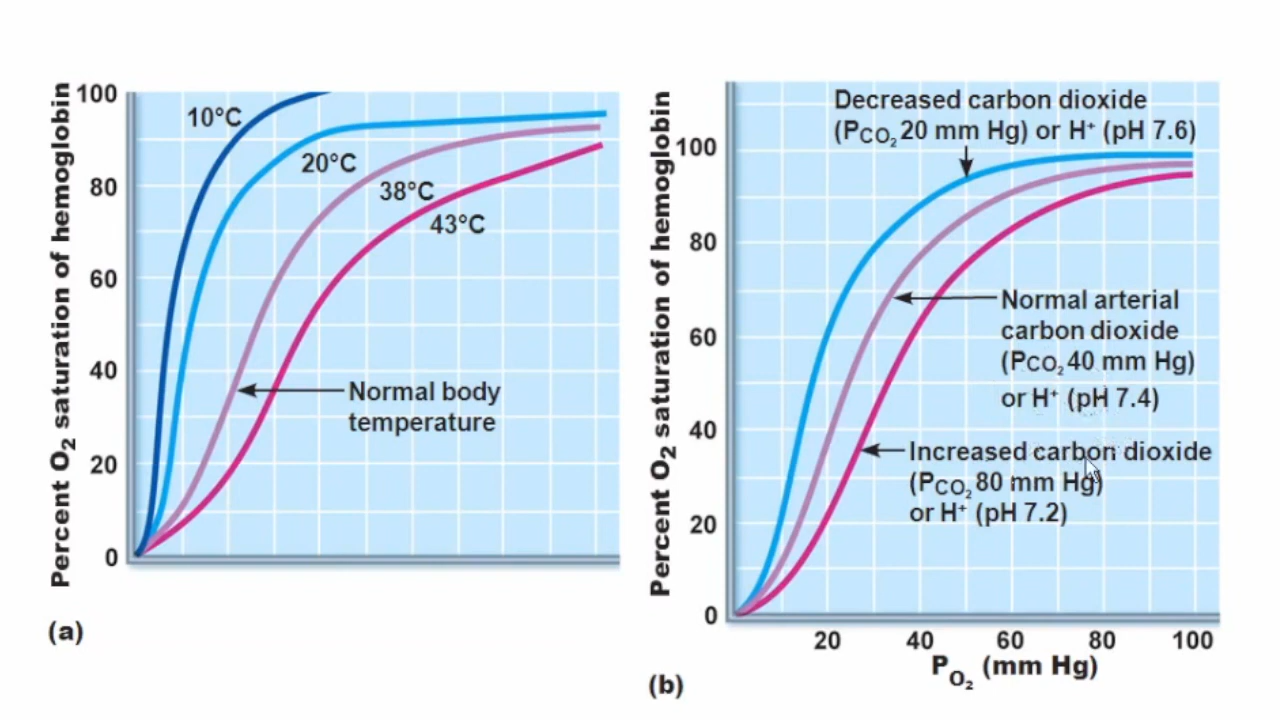 Percent O₂ saturation of hemoglobin
100
80
60
40
20
0
10°C
20°C
38°C
43°C
Normal body
temperature
(a)
Percent O₂ saturation of hemoglobin
100
80
60
40
20
0
Decreased carbon dioxide
(PCO₂ 20 mm Hg) or H⁺ (pH 7.6)
Normal arterial
carbon dioxide
(PCO₂ 40 mm Hg)
or H⁺ (pH 7.4)
Increased carbon dioxide
(PCO₂ 80 mm Hg)
or H⁺ (pH 7.2)
20 40 60 80 100
PO₂ (mm Hg)
(b)